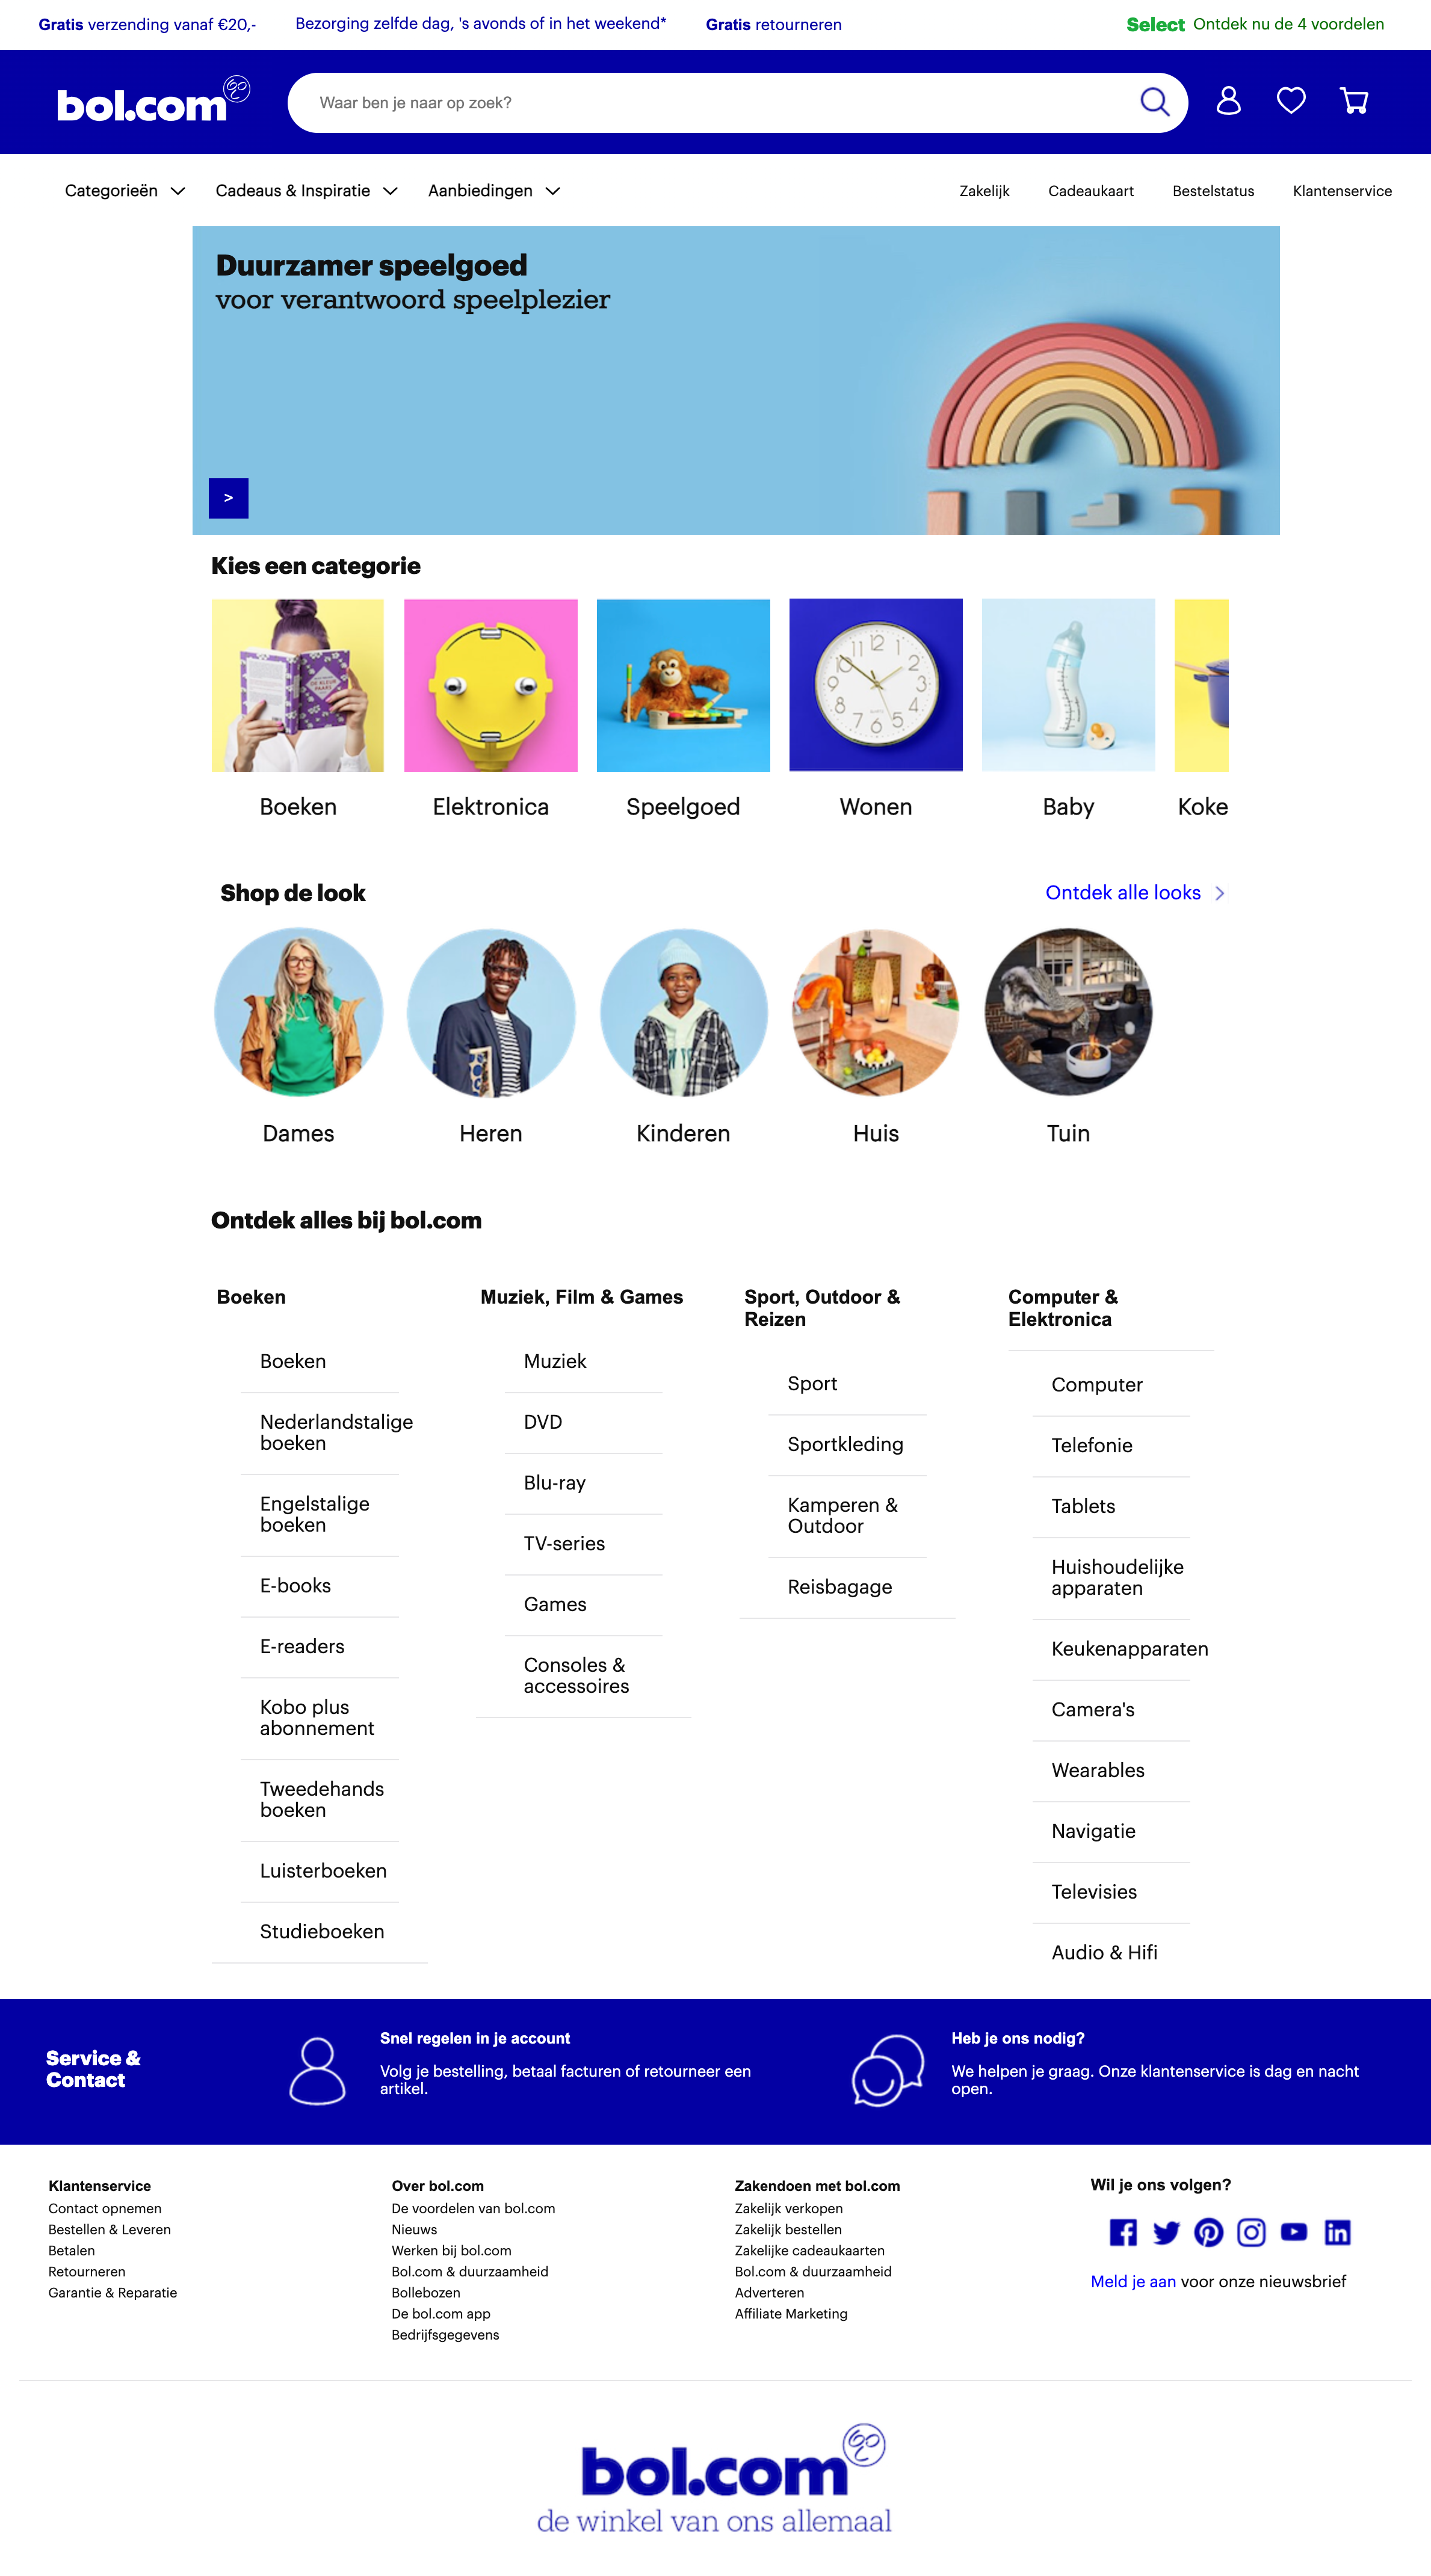 Gratis verzending vanaf €20,-
Bezorging zelfde dag, 's avonds of in het weekend*
Gratis retourneren
Select Ontdek nu de 4 voordelen
bol.com
Waar ben je naar op zoek?
Categorieën
Cadeaus & Inspiratie
Aanbiedingen
Zakelijk
Cadeaukaart
Bestelstatus
Klantenservice
Duurzamer speelgoed
voor verantwoord speelplezier
>
Kies een categorie
Boeken
Elektronica
Speelgoed
Wonen
Baby
Koke
Shop de look
Ontdek alle looks
Dames
Heren
Kinderen
Huis
Tuin
Ontdek alles bij bol.com
Boeken
Boeken
Nederlandstalige
boeken
Engelstalige
boeken
E-books
E-readers
Kobo plus
abonnement
Tweedehands
boeken
Luisterboeken
Studieboeken
Muziek, Film & Games
Muziek
DVD
Blu-ray
TV-series
Games
Consoles &
accessoires
Sport, Outdoor &
Reizen
Sport
Sportkleding
Kamperen &
Outdoor
Reisbagage
Computer &
Elektronica
Computer
Telefonie
Tablets
Huishoudelijke
apparaten
Keukenapparaten
Camera's
Wearables
Navigatie
Televisies
Audio & Hifi
Service &
Contact
Snel regelen in je account
Volg je bestelling, betaal facturen of retourneer een
artikel.
Heb je ons nodig?
We helpen je graag. Onze klantenservice is dag en nacht
open.
Klantenservice
Contact opnemen
Bestellen & Leveren
Betalen
Retourneren
Garantie & Reparatie
Over bol.com
De voordelen van bol.com
Nieuws
Werken bij bol.com
Bol.com & duurzaamheid
Bollebozen
De bol.com app
Bedrijfsgegevens
Zakendoen met bol.com
Zakelijk verkopen
Zakelijk bestellen
Zakelijke cadeaukaarten
Bol.com & duurzaamheid
Adverteren
Affiliate Marketing
Wil je ons volgen?
Meld je aan voor onze nieuwsbrief
bol.com
de winkel van ons allemaal